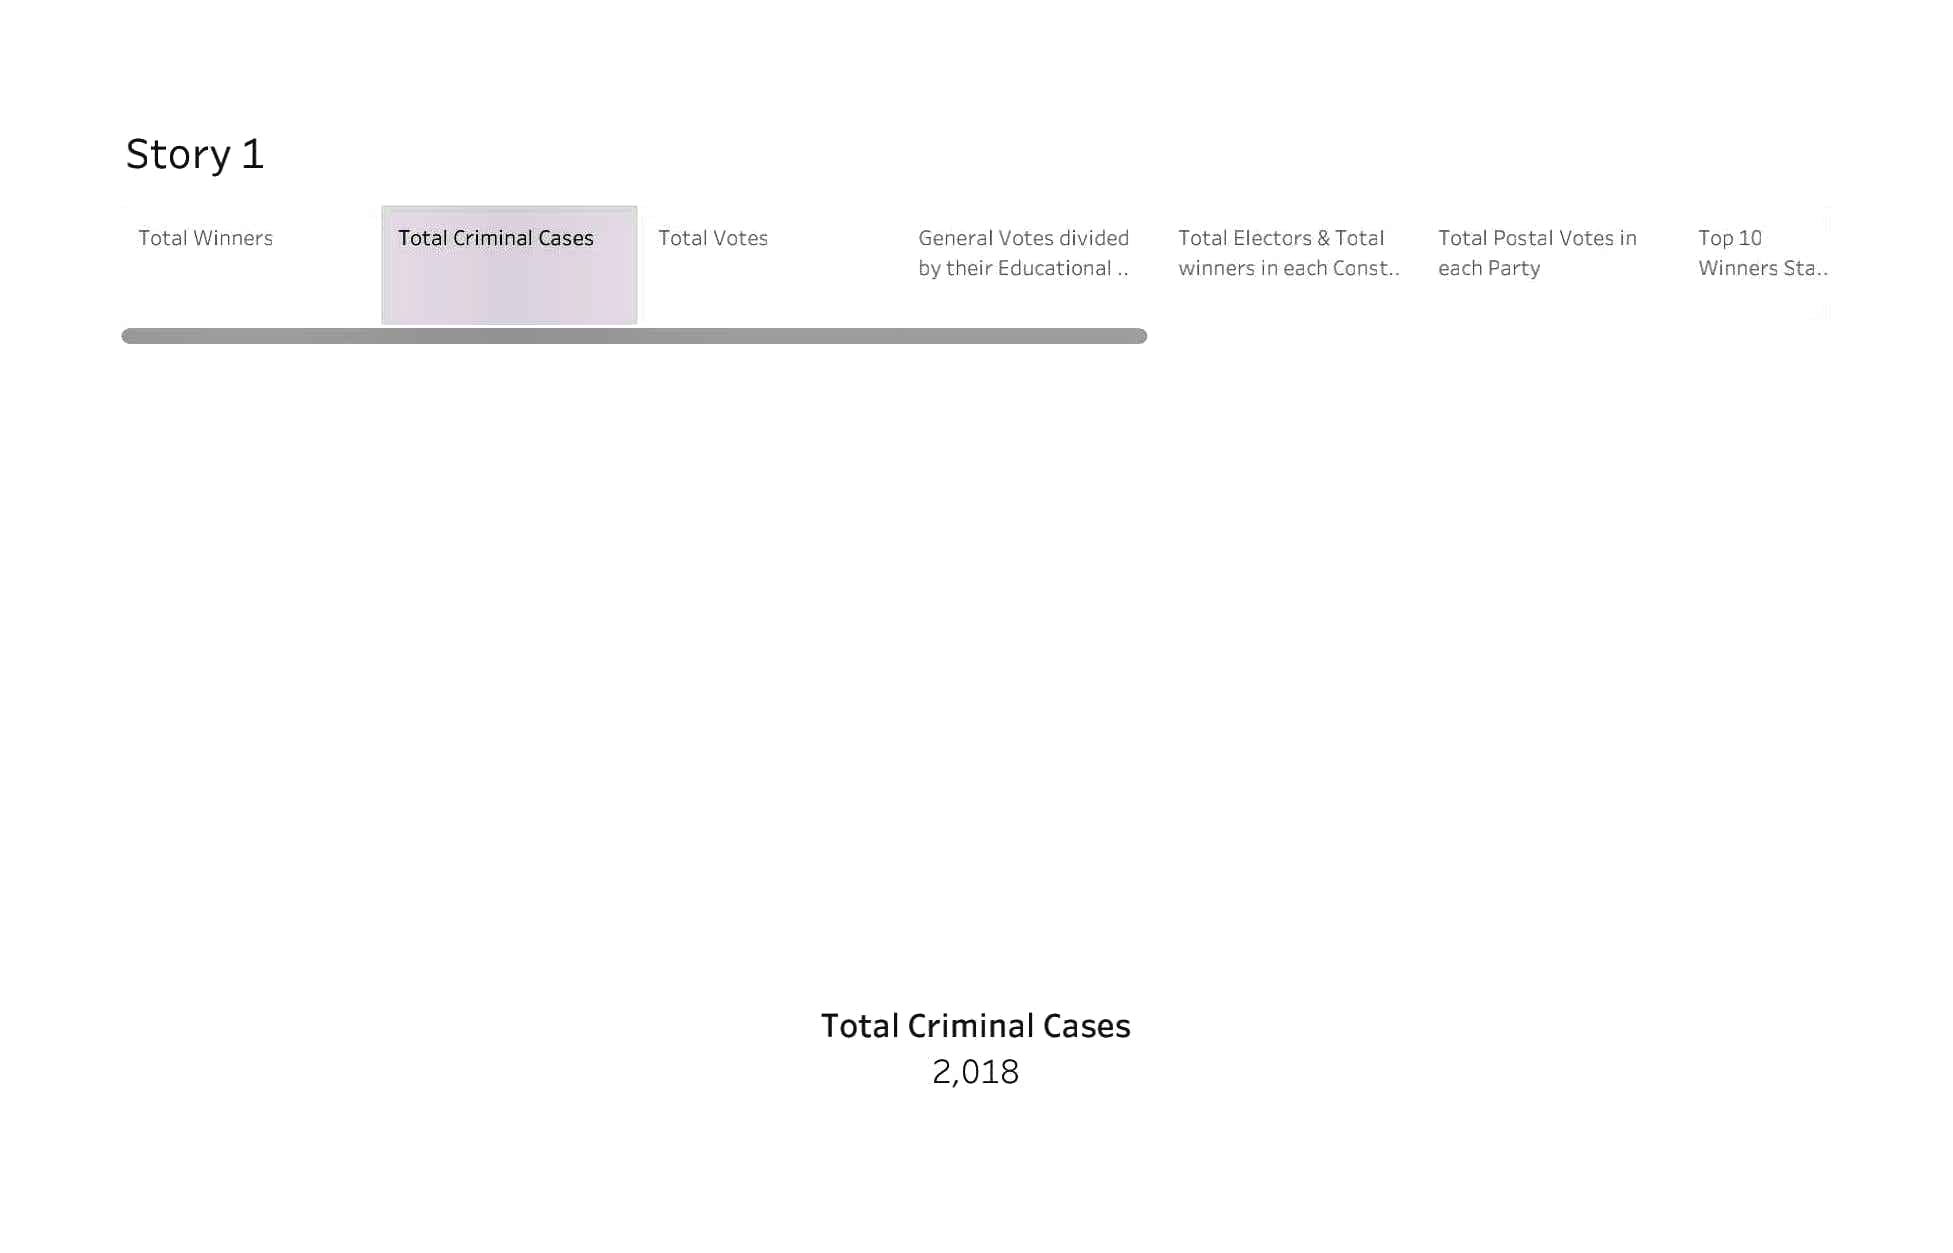 Story 1
Total Winners
Total Criminal Cases
Total Votes
General Votes divided
by their Educational ..
Total Electors & Total
winners in each Const..
Total Postal Votes in
each Party
Top 10
Winners Sta..
Total Criminal Cases
2,018